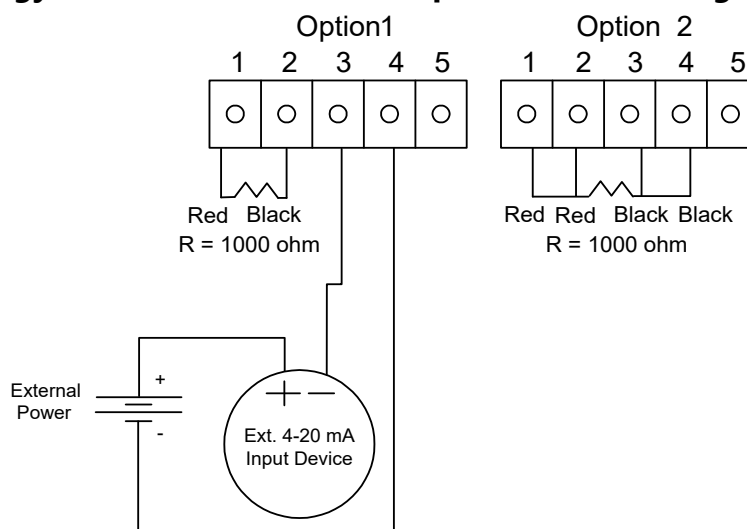 Option1
1 2 3 4 5
Red Black
R = 1000 ohm
Option 2
1 2 3 4 5
Red Red Black Black
R = 1000 ohm
External
Power
+
-
+ −
Ext. 4-20 mA
Input Device